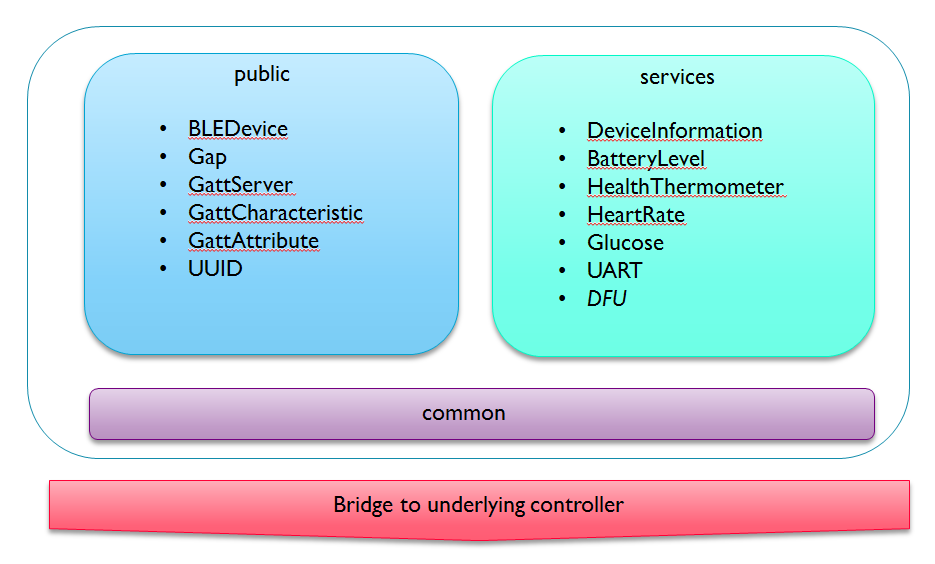 public
• BLEDevice
• Gap
• GattServer
• GattCharacteristic
• GattAttribute
• UUID
services
• DeviceInformation
• BatteryLevel
• HealthThermometer
• HeartRate
• Glucose
• UART
• DFU
common
Bridge to underlying controller